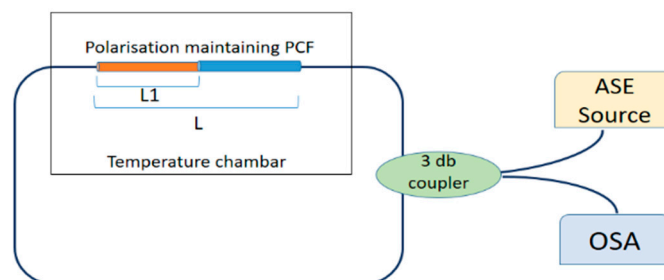 Polarisation maintaining PCF
L1
L
Temperature chambar
3 db
coupler
ASE
Source
OSA